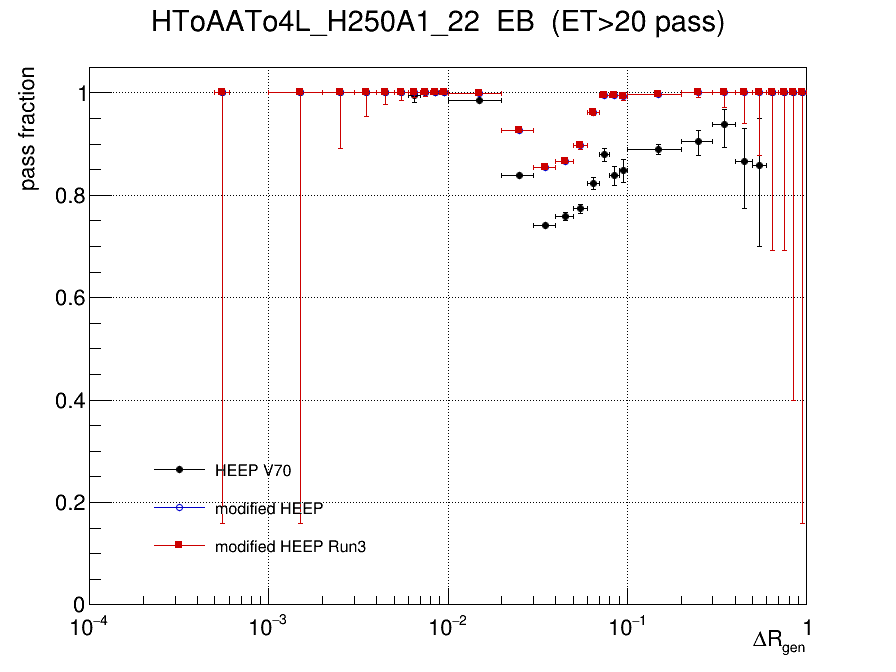 HToAATo4L_H250A1_22 EB (ET>20 pass)
pass fraction
1
0.8
0.6
0.4
0.2
0
HEEP V70
modified HEEP
modified HEEP Run3
10⁻⁴ 10⁻³ 10⁻² 10⁻¹ 1
ΔR_gen